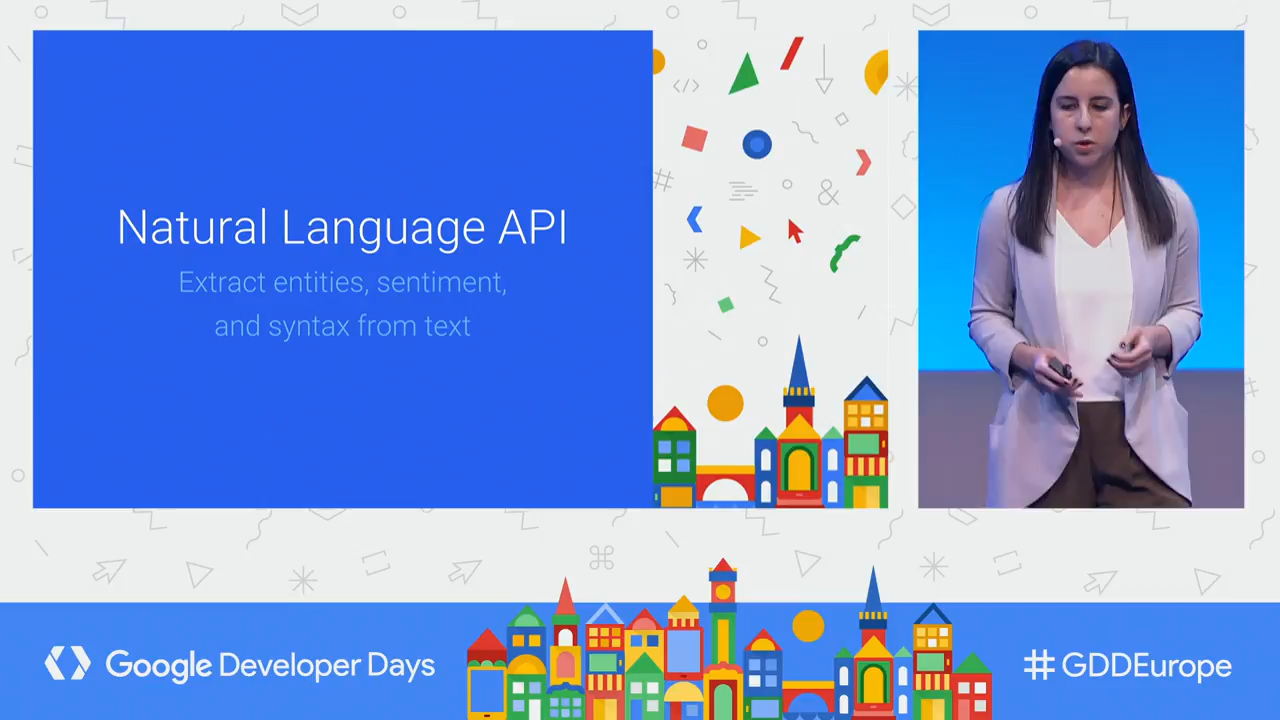 Natural Language API
Extract entities, sentiment,
and syntax from text
Google Developer Days
#GDDEurope